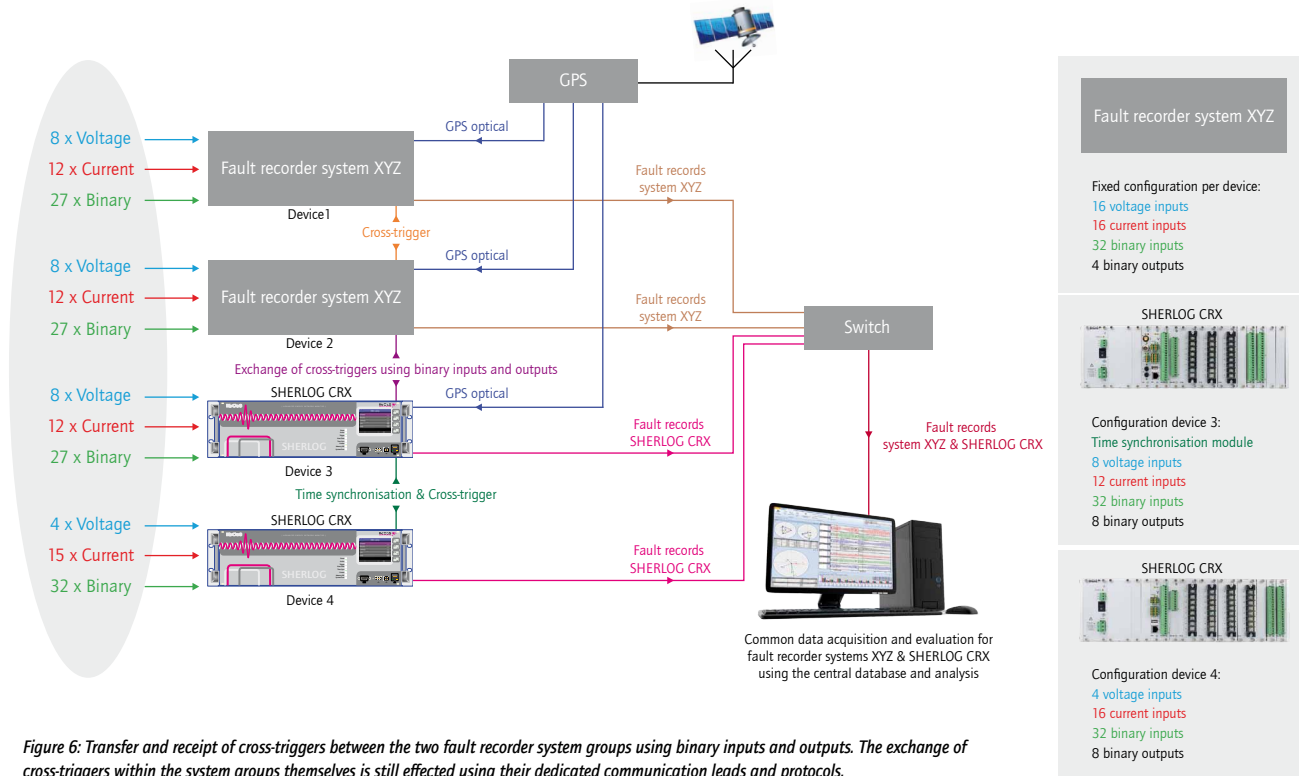 GPS
GPS optical
8 x Voltage
12 x Current
27 x Binary
Fault recorder system XYZ
Device1
Fault records
system XYZ
Cross-trigger
GPS optical
8 x Voltage
12 x Current
27 x Binary
Fault recorder system XYZ
Device 2
Fault records
system XYZ
Switch
Exchange of cross-triggers using binary inputs and outputs
SHERLOG CRX
GPS optical
8 x Voltage
12 x Current
27 x Binary
SHERLOG
Device 3
Fault records
SHERLOG CRX
Fault records
system XYZ & SHERLOG CRX
Time synchronisation & Cross-trigger
SHERLOG CRX
4 x Voltage
15 x Current
32 x Binary
SHERLOG
Device 4
Fault records
SHERLOG CRX
Common data acquisition and evaluation for
fault recorder systems XYZ & SHERLOG CRX
using the central database and analysis
Fault recorder system XYZ
Fixed configuration per device:
16 voltage inputs
16 current inputs
32 binary inputs
4 binary outputs
SHERLOG CRX
Configuration device 3:
Time synchronisation module
8 voltage inputs
12 current inputs
32 binary inputs
8 binary outputs
SHERLOG CRX
Configuration device 4:
4 voltage inputs
16 current inputs
32 binary inputs
8 binary outputs
Figure 6: Transfer and receipt of cross-triggers between the two fault recorder system groups using binary inputs and outputs. The exchange of
cross-triggers within the system groups themselves is still effected using their dedicated communication leads and protocols.